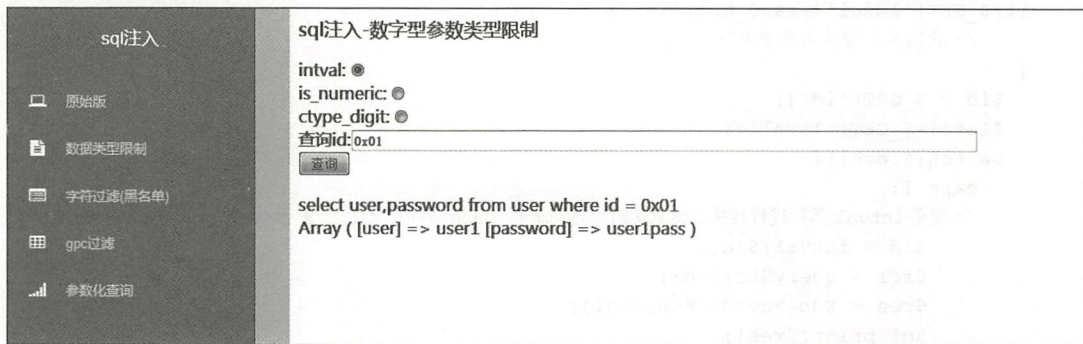 sql注入
原始版
数据类型限制
字符过滤(黑名单)
gpc过滤
参数化查询
sql注入-数字型参数类型限制
intval:
is_numeric:
ctype_digit:
查询id:0x01
查询
select user,password from user where id = 0x01
Array ( [user] => user1 [password] => user1pass )